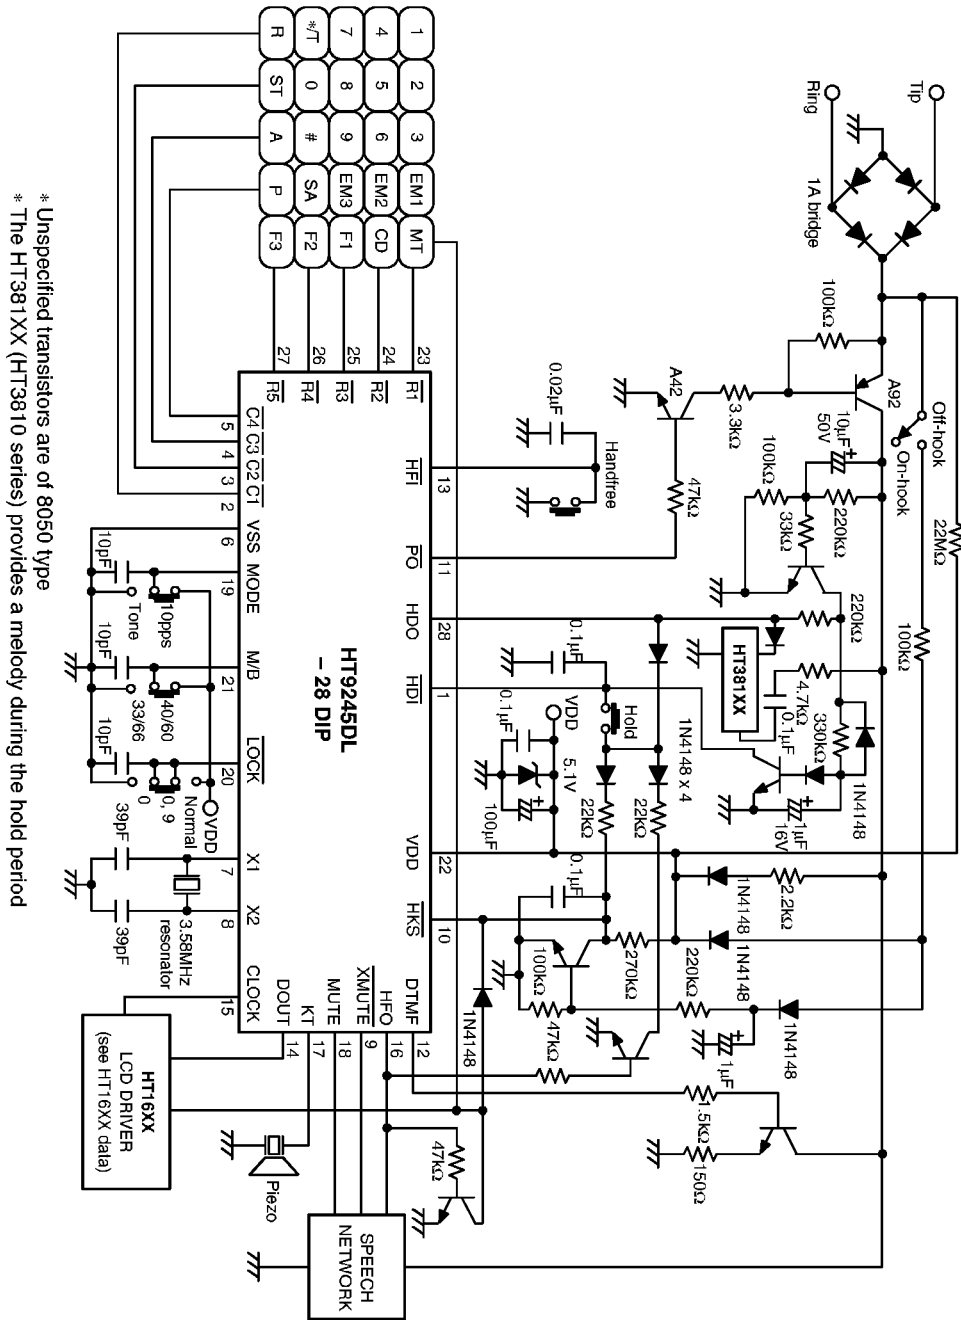 Tip
Ring
1A bridge
100kΩ
A92
Off-hook
On-hook
22MΩ
100kΩ
A42
3.3kΩ
47kΩ
10µF
50V
100kΩ
220kΩ
33kΩ
220kΩ
HT381XX
4.7kΩ
0.1µF
330kΩ
1N4148
1µF
16V
0.02µF
Handfree
0.1µF
Hold
1N4148 x 4
VDD
0.1µF
5.1V
100µF
22kΩ
22kΩ
0.1µF
2.2kΩ
1N4148
1N4148
270kΩ
220kΩ
100kΩ
47kΩ
1N4148
1µF
1N4148
47kΩ
1.5kΩ
150Ω
47kΩ
1 2 3 EM1 MT
4 5 6 EM2 CD
7 8 9 EM3 F1
*/T 0 # SA F2
R ST A P F3
23 R1
24 R2
25 R3
26 R4
27 R5
C4 5
C3 4
C2 3
C1 2
13 HFI
11 PO
28 HDO
1 HDI
22 VDD
10 HKS
12 DTMF
16 HFO
9 XMUTE
18 MUTE
17 KT
14 DOUT
HT9245DL
– 28 DIP
VSS 6
MODE 19
M/B 21
LOCK 20
X1 7
X2 8
CLOCK 15
10pF
Tone
10pps
10pF
33/66
40/60
10pF
0
0, 9
Normal
VDD
39pF
39pF
3.58MHz
resonator
HT16XX
LCD DRIVER
(see HT16XX data)
Piezo
SPEECH
NETWORK
* Unspecified transistors are of 8050 type
* The HT381XX (HT3810 series) provides a melody during the hold period